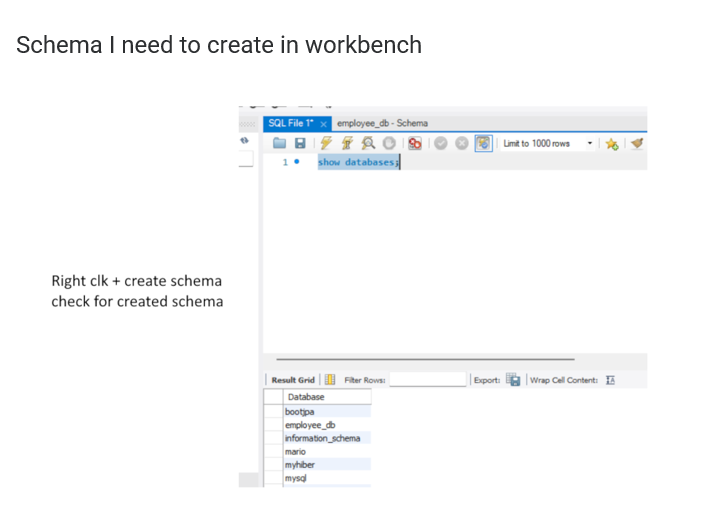 Schema I need to create in workbench
SQL File 1* × employee_db - Schema
Limit to 1000 rows
1 show databases;
Right clk + create schema
check for created schema
Result Grid Filter Rows: Export: Wrap Cell Content:
Database
bootjpa
employee_db
information_schema
mario
myhiber
mysql